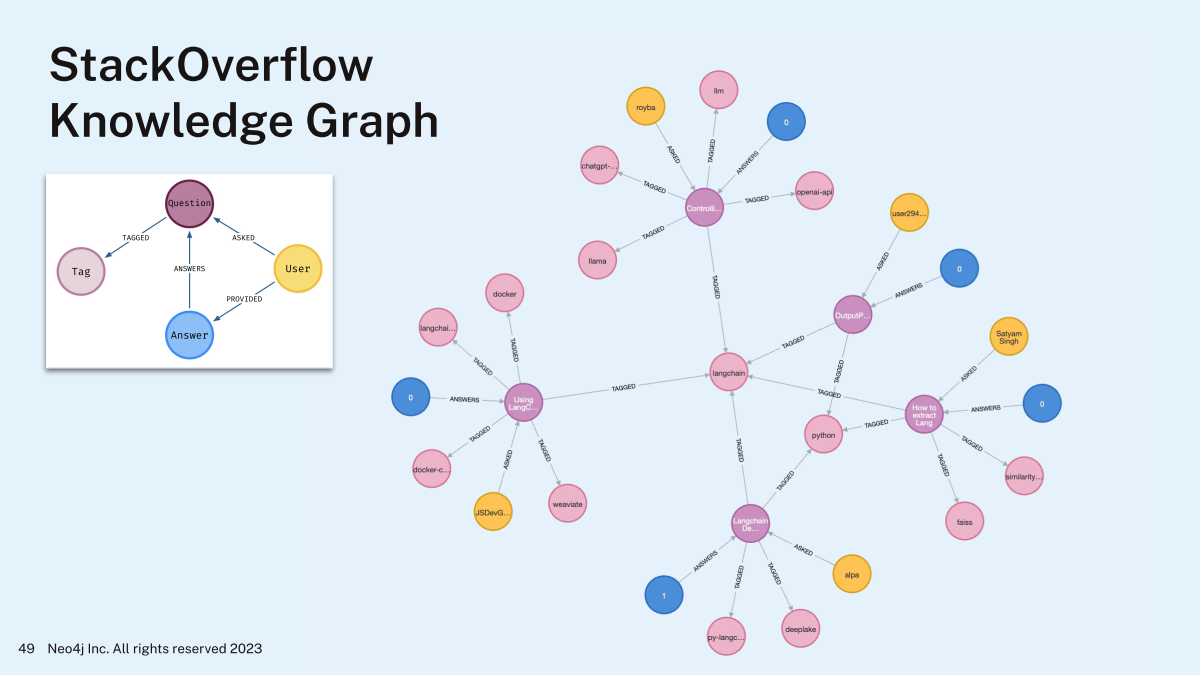 StackOverflow
Knowledge Graph
Question
TAGGED
ASKED
Tag
ANSWERS
User
PROVIDED
Answer
llm
royba
0
ASKED
TAGGED
ANSWERS
chatgpt-...
TAGGED
openai-api
TAGGED
Controlli...
user294...
TAGGED
llama
ASKED
0
TAGGED
ANSWERS
docker
OutputP...
langchai...
Satyam
Singh
TAGGED
TAGGED
TAGGED
langchain
TAGGED
ASKED
TAGGED
TAGGED
0
ANSWERS
Using
LangC...
How to
extract
Lang
ANSWERS
0
TAGGED
TAGGED
python
TAGGED
TAGGED
ASKED
TAGGED
TAGGED
docker-c...
similarity...
TAGGED
weaviate
JSDevG...
faiss
Langchain
De...
ASKED
ANSWERS
TAGGED
TAGGED
alpa
1
py-langc...
deeplake
49 Neo4j Inc. All rights reserved 2023